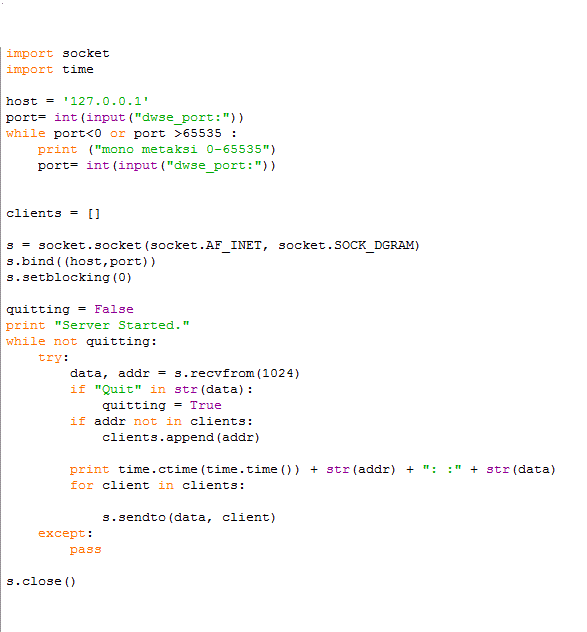 import socket
import time
host = '127.0.0.1'
port= int(input("dwse_port:"))
while port<0 or port >65535 :
    print ("mono metaksi 0-65535")
    port= int(input("dwse_port:"))
clients = []
s = socket.socket(socket.AF_INET, socket.SOCK_DGRAM)
s.bind((host,port))
s.setblocking(0)
quitting = False
print "Server Started."
while not quitting:
    try:
        data, addr = s.recvfrom(1024)
        if "Quit" in str(data):
            quitting = True
        if addr not in clients:
            clients.append(addr)
        print time.ctime(time.time()) + str(addr) + ": :" + str(data)
        for client in clients:
            s.sendto(data, client)
    except:
        pass
s.close()